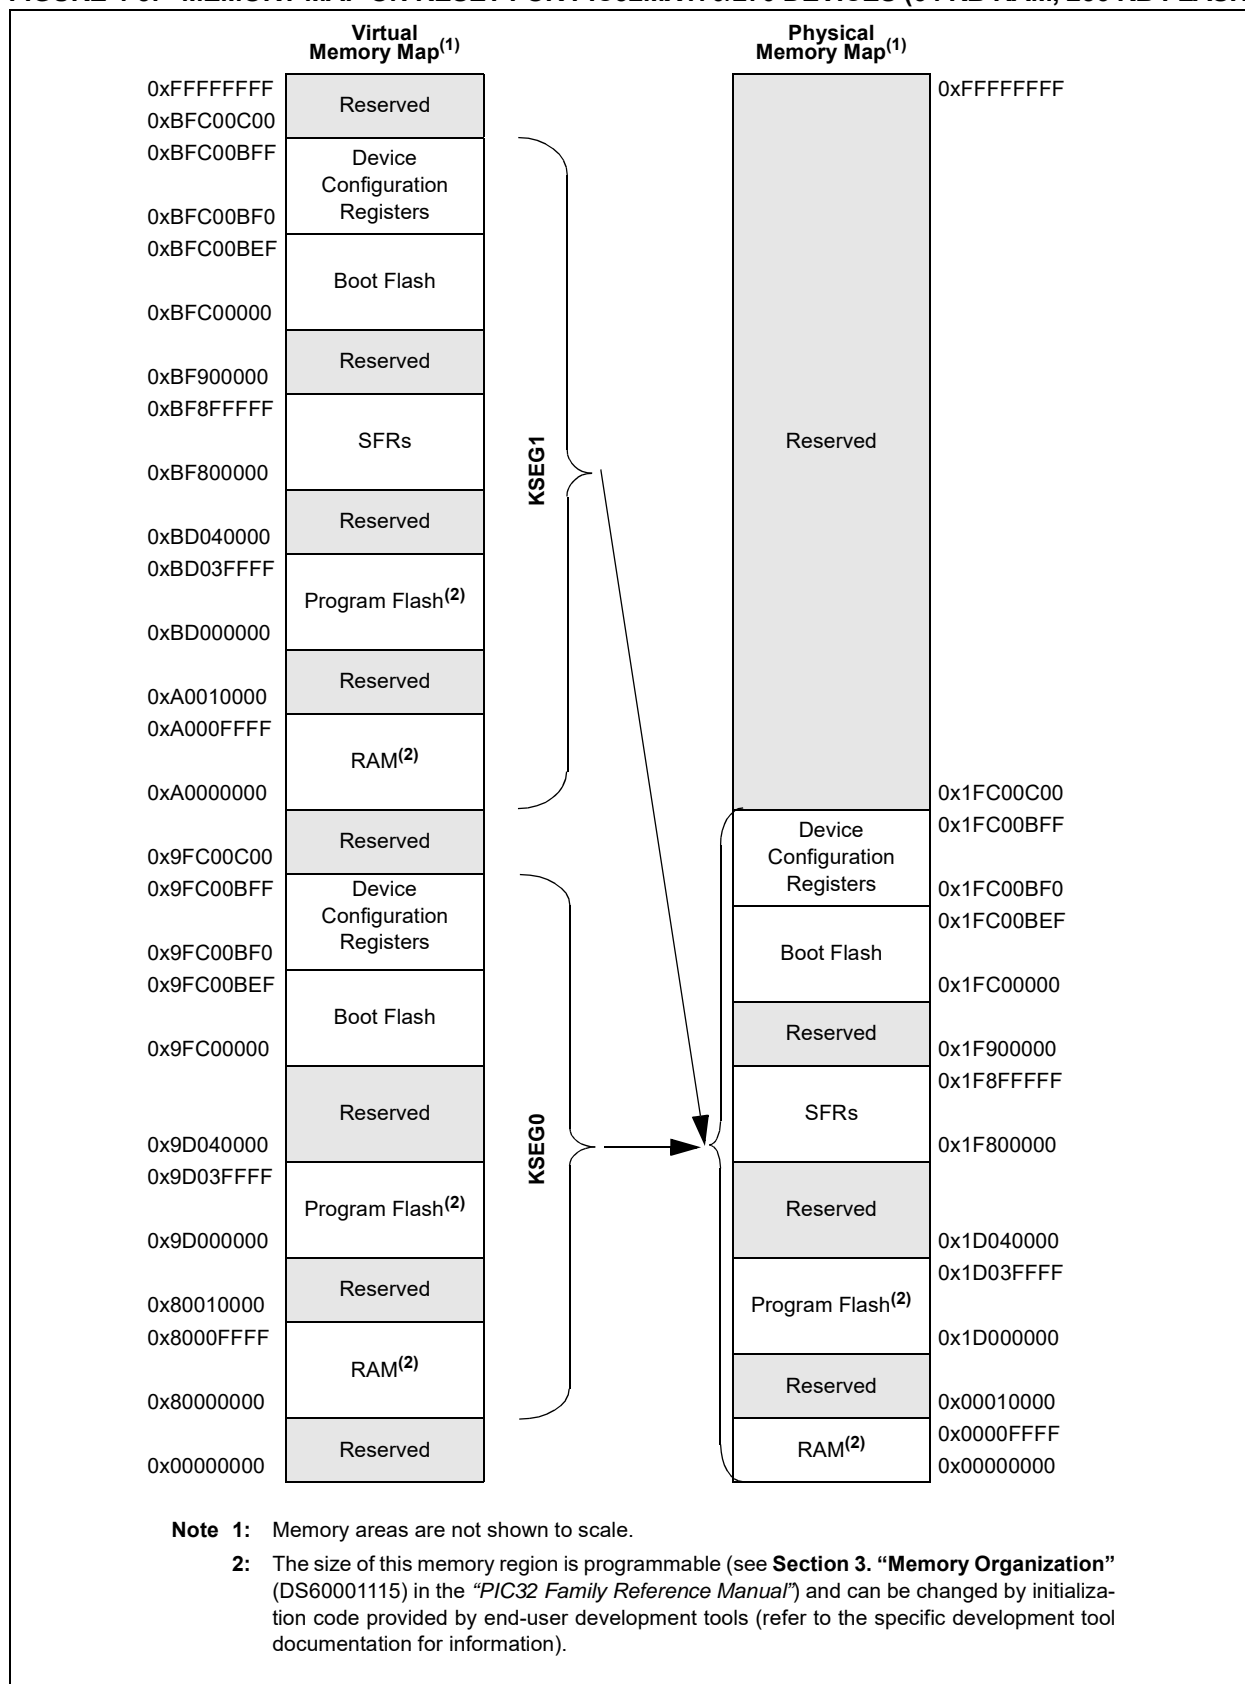 Virtual
Memory Map(1)
Physical
Memory Map(1)
0xFFFFFFFF
Reserved
0xBFC00C00
0xBFC00BFF
Device
Configuration
Registers
0xBFC00BF0
0xBFC00BEF
Boot Flash
0xBFC00000
Reserved
0xBF900000
0xBF8FFFFF
SFRs
0xBF800000
Reserved
0xBD040000
0xBD03FFFF
Program Flash(2)
0xBD000000
Reserved
0xA0010000
0xA000FFFF
RAM(2)
0xA0000000
Reserved
0x9FC00C00
0x9FC00BFF
Device
Configuration
Registers
0x9FC00BF0
0x9FC00BEF
Boot Flash
0x9FC00000
Reserved
0x9D040000
0x9D03FFFF
Program Flash(2)
0x9D000000
Reserved
0x80010000
0x8000FFFF
RAM(2)
0x80000000
Reserved
0x00000000
KSEG1
KSEG0
0xFFFFFFFF
Reserved
0x1FC00C00
0x1FC00BFF
Device
Configuration
Registers
0x1FC00BF0
0x1FC00BEF
Boot Flash
0x1FC00000
Reserved
0x1F900000
0x1F8FFFFF
SFRs
0x1F800000
Reserved
0x1D040000
0x1D03FFFF
Program Flash(2)
0x1D000000
Reserved
0x00010000
0x0000FFFF
RAM(2)
0x00000000
Note 1: Memory areas are not shown to scale.
2: The size of this memory region is programmable (see Section 3. “Memory Organization”
(DS60001115) in the “PIC32 Family Reference Manual”) and can be changed by initializa-
tion code provided by end-user development tools (refer to the specific development tool
documentation for information).